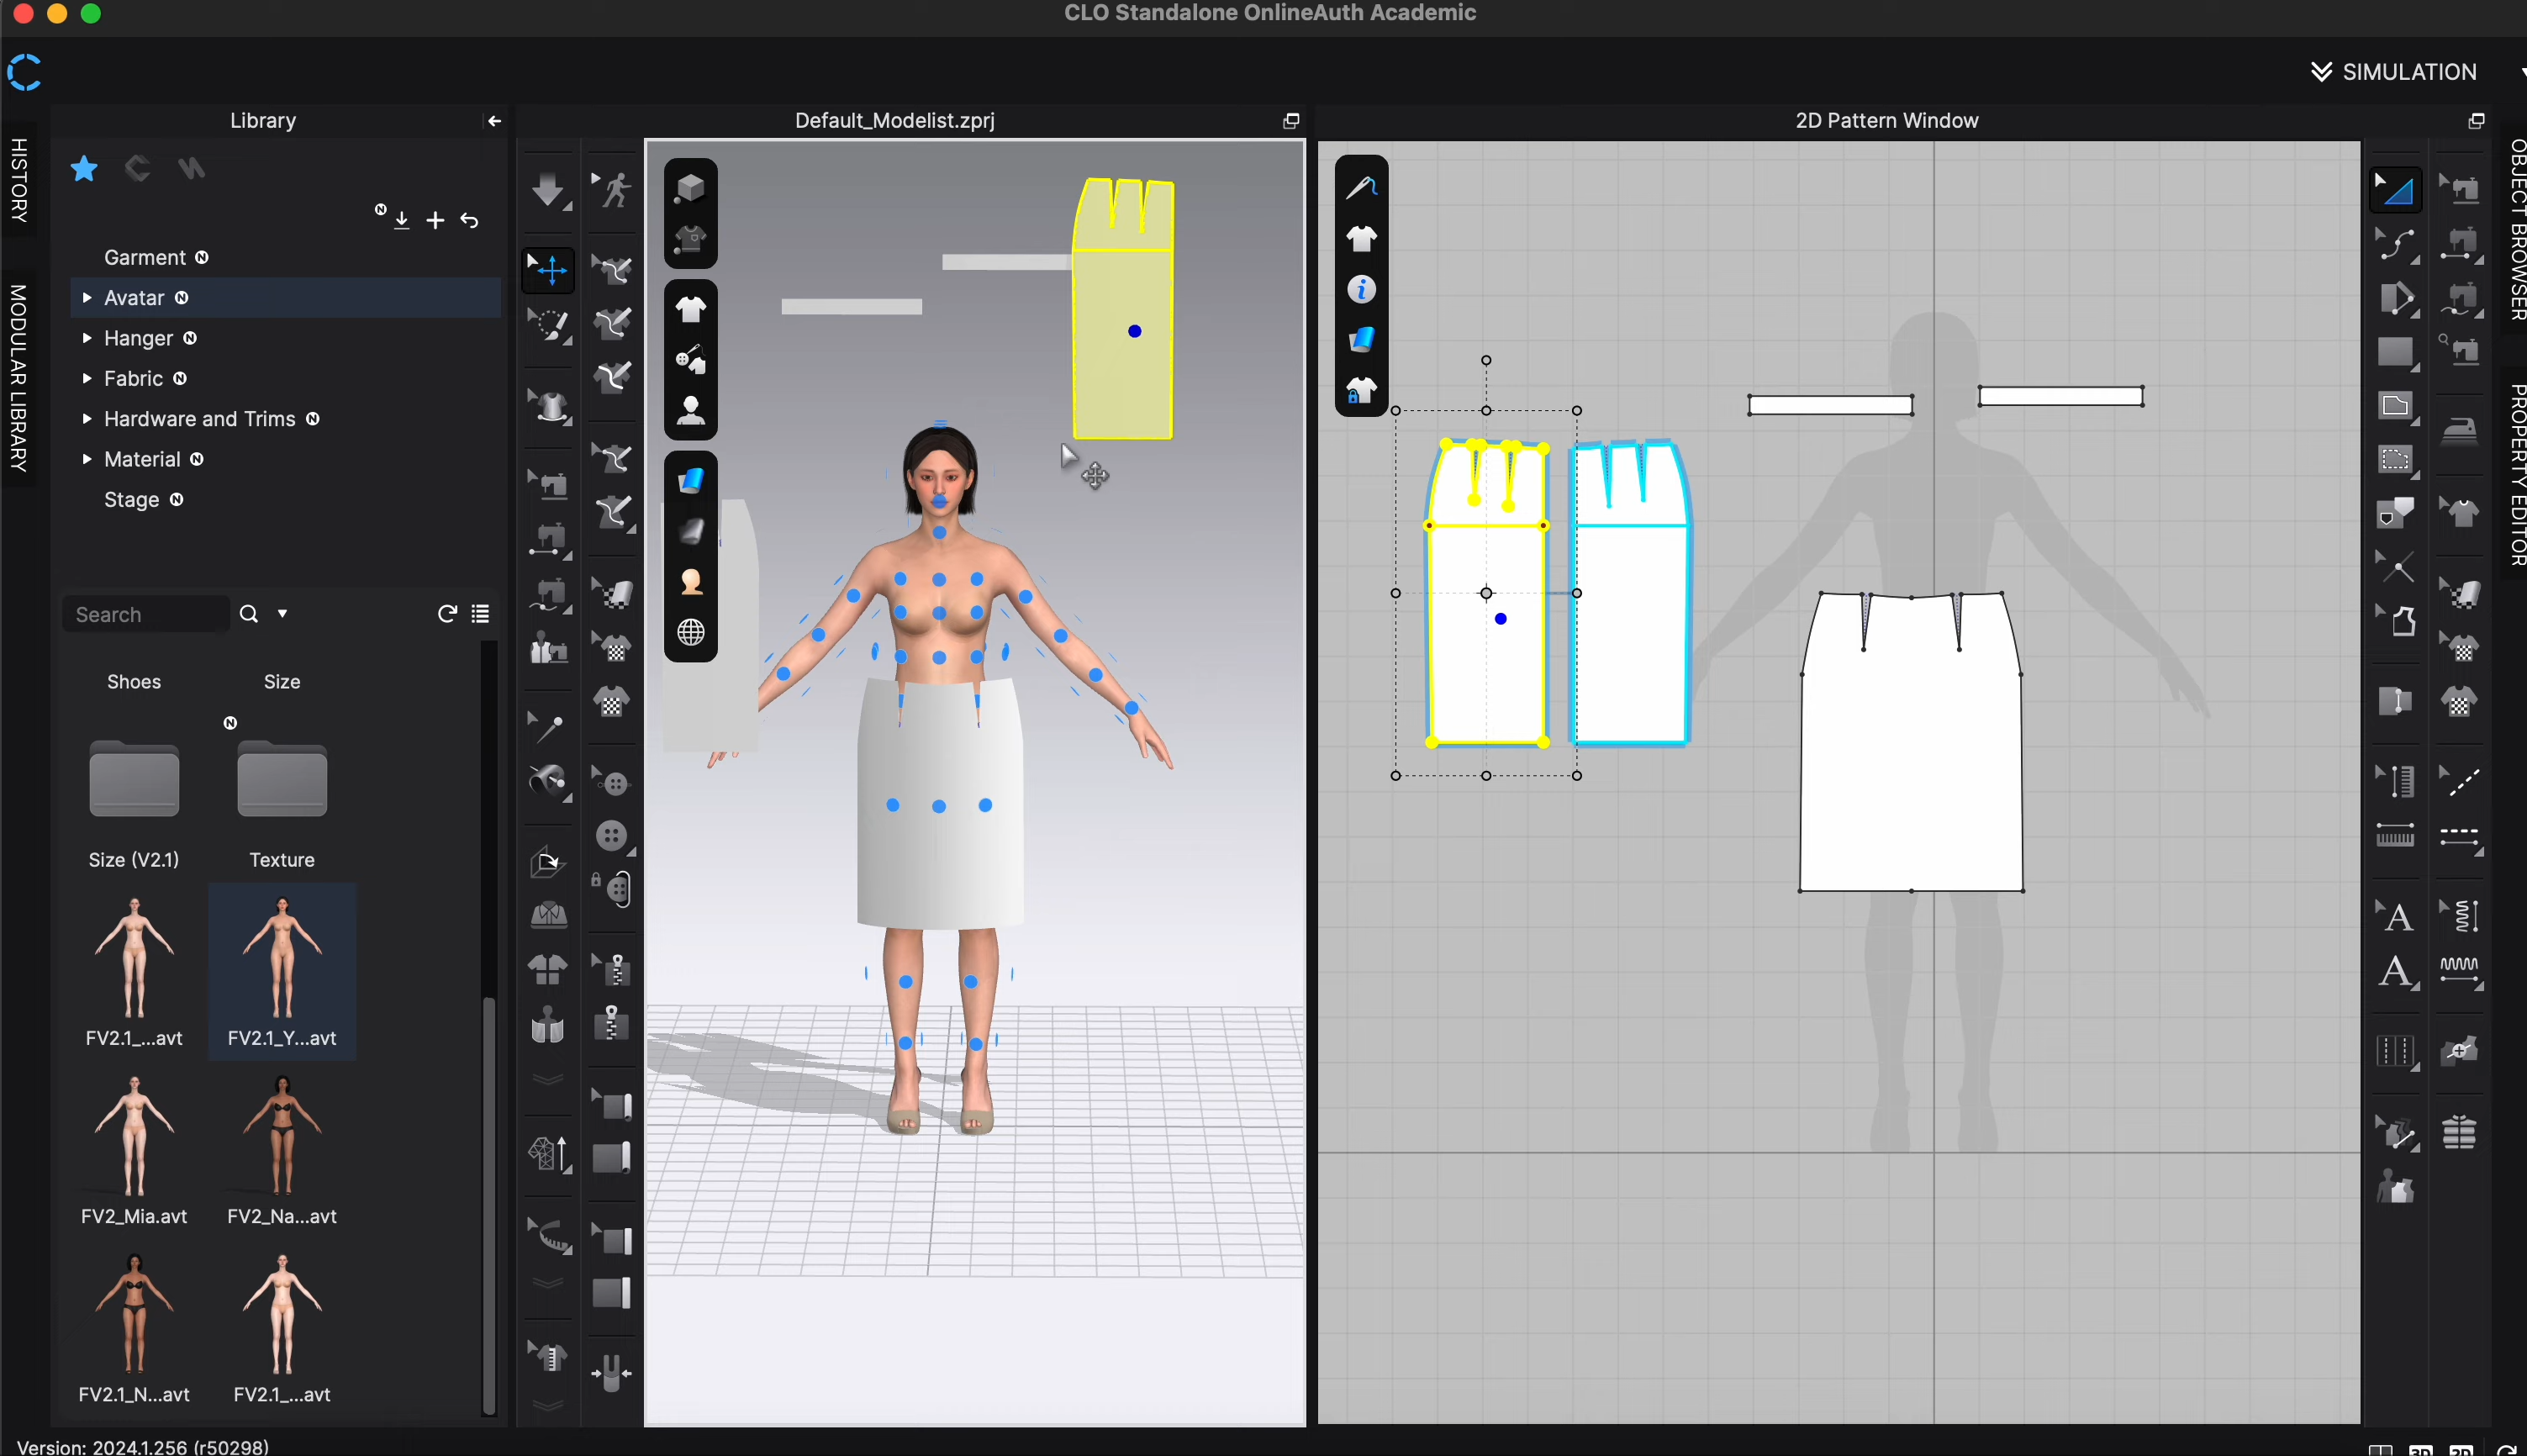 CLO Standalone OnlineAuth Academic
SIMULATION
Library
Default_Modelist.zprj
2D Pattern Window
HISTORY
MODULAR LIBRARY
OBJECT BROWSER
PROPERTY EDITOR
Garment N
Avatar N
Hanger N
Fabric N
Hardware and Trims N
Material N
Stage N
Search
Shoes
Size
N
Size (V2.1)
Texture
FV2.1_...avt
FV2.1_Y...avt
FV2_Mia.avt
FV2_Na...avt
FV2.1_N...avt
FV2.1_...avt
A
A
Version: 2024.1.256 (r50298)
3D
2D